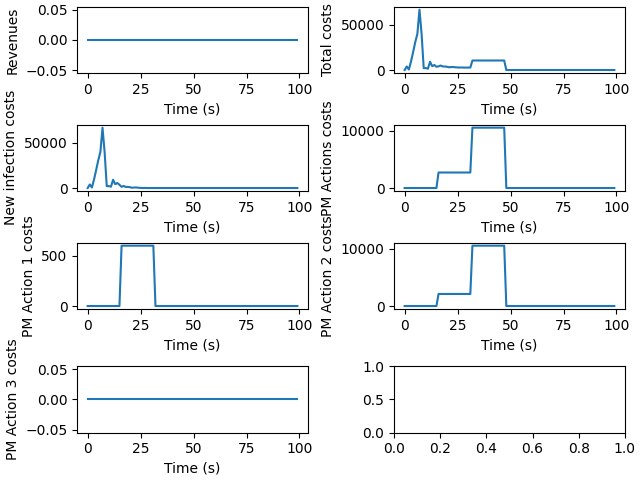 Revenues
0.05
0.00
−0.05
0 25 50 75 100
Time (s)
Total costs
50000
0
0 25 50 75 100
Time (s)
New infection costs
50000
0
0 25 50 75 100
Time (s)
PM Actions costs
10000
0
0 25 50 75 100
Time (s)
PM Action 1 costs
500
0
0 25 50 75 100
Time (s)
PM Action 2 costs
10000
0
0 25 50 75 100
Time (s)
PM Action 3 costs
0.05
0.00
−0.05
0 25 50 75 100
Time (s)
1.0
0.5
0.0
0.0 0.2 0.4 0.6 0.8 1.0